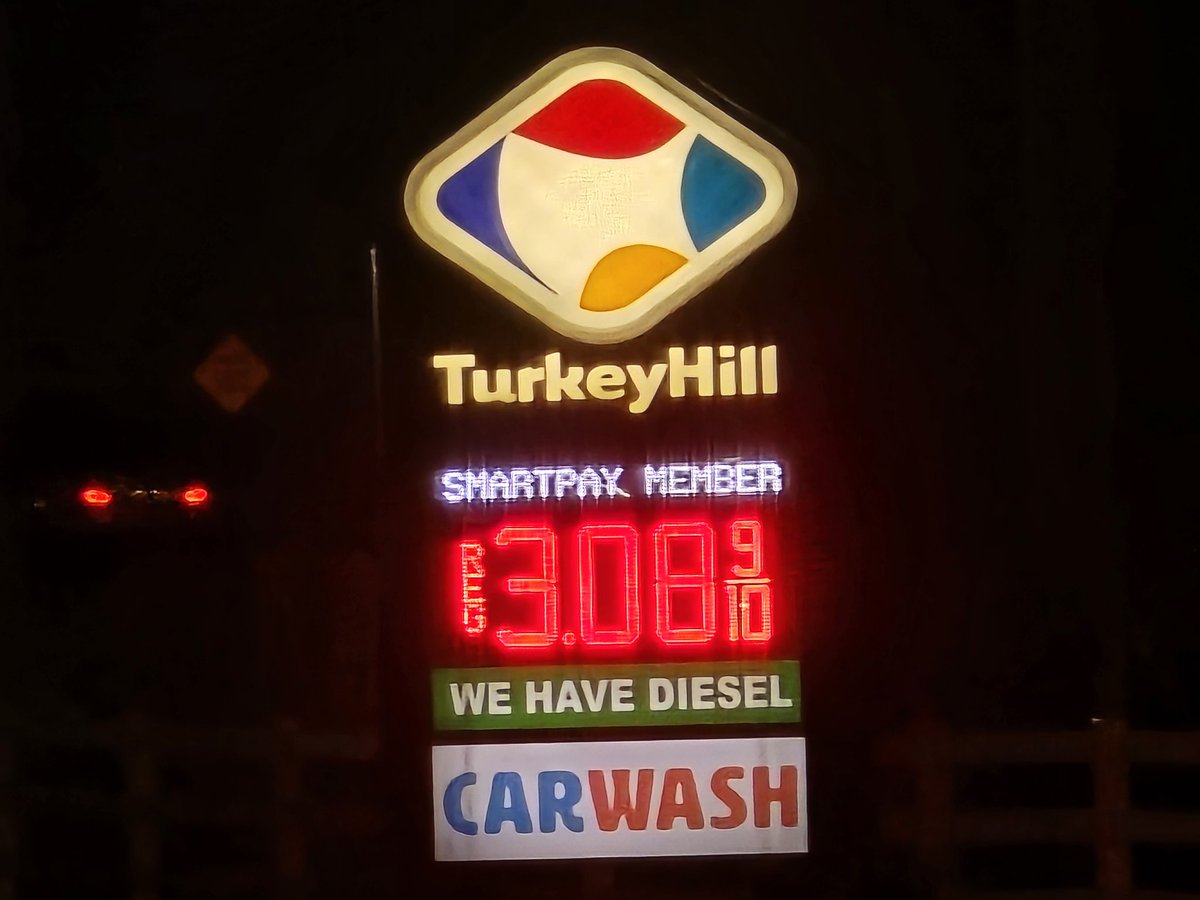 TurkeyHill
SMARTPAY MEMBER
REG 3.08 9/10
WE HAVE DIESEL
CARWASH